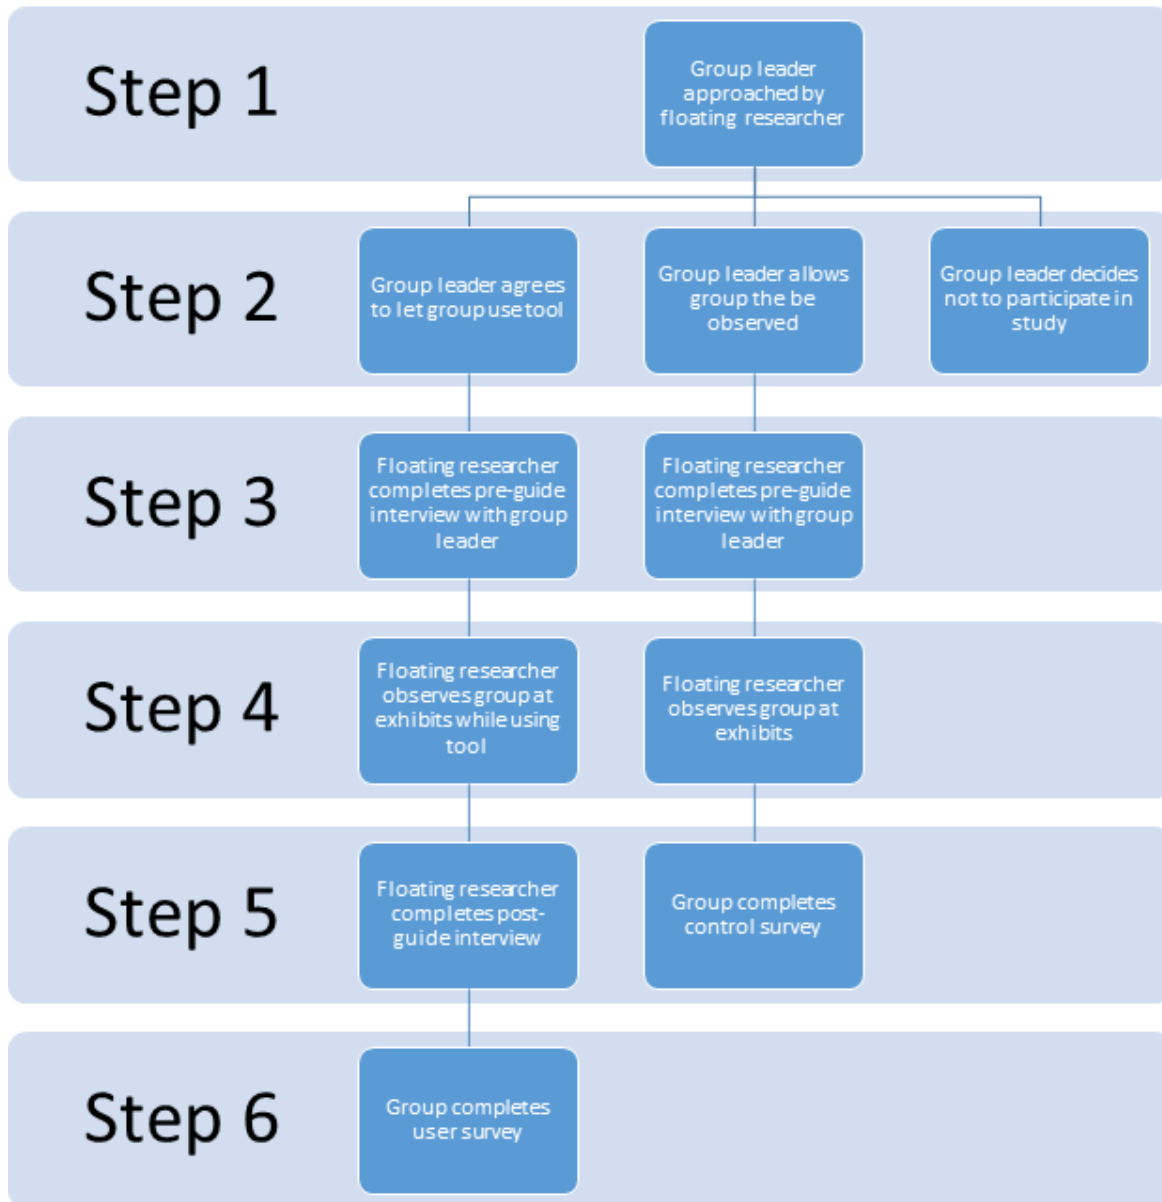 Step 1
Group leader
approached by
floating researcher
Step 2
Group leader agrees
to let group use tool
Group leader allows
group the be
observed
Group leader decides
not to participate in
study
Step 3
Floating researcher
completes pre-guide
interview with group
leader
Floating researcher
completes pre-guide
interview with group
leader
Step 4
Floating researcher
observes group at
exhibits while using
tool
Floating researcher
observes group at
exhibits
Step 5
Floating researcher
completes post-
guide interview
Group completes
control survey
Step 6
Group completes
user survey